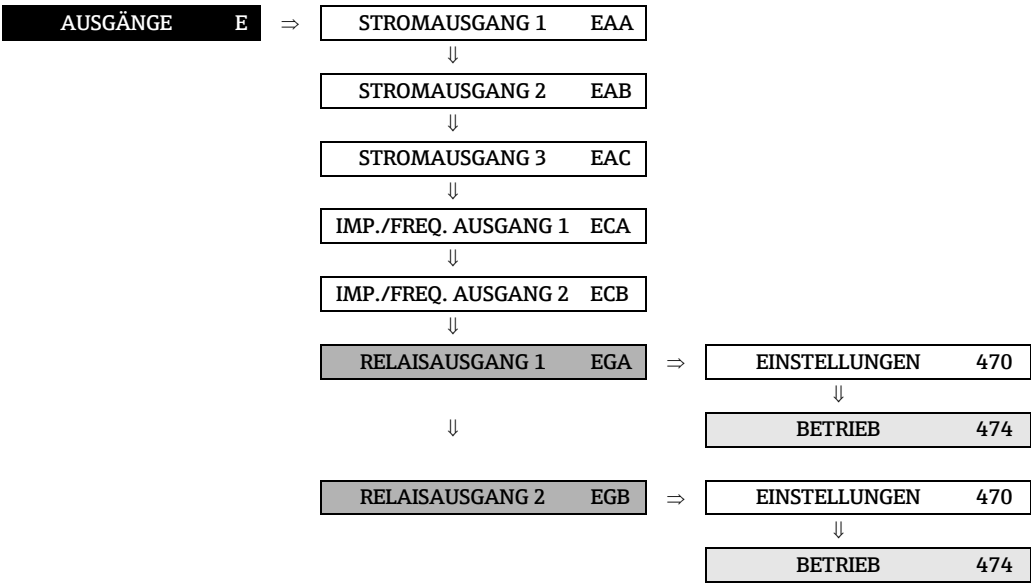 AUSGÄNGE E ⇒ STROMAUSGANG 1 EAA
⇓
STROMAUSGANG 2 EAB
⇓
STROMAUSGANG 3 EAC
⇓
IMP./FREQ. AUSGANG 1 ECA
⇓
IMP./FREQ. AUSGANG 2 ECB
⇓
RELAISAUSGANG 1 EGA ⇒ EINSTELLUNGEN 470
⇓
⇓ BETRIEB 474
RELAISAUSGANG 2 EGB ⇒ EINSTELLUNGEN 470
⇓
BETRIEB 474